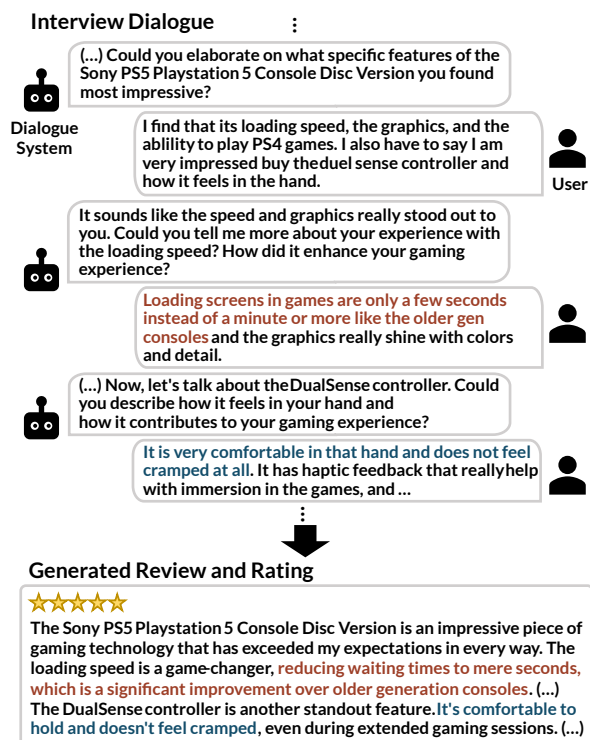 Interview Dialogue
(...) Could you elaborate on what specific features of the
Sony PS5 Playstation 5 Console Disc Version you found
most impressive?
Dialogue
System
I find that its loading speed, the graphics, and the
ablility to play PS4 games. I also have to say I am
very impressed buy theduel sense controller and
how it feels in the hand.
User
It sounds like the speed and graphics really stood out to
you. Could you tell me more about your experience with
the loading speed? How did it enhance your gaming
experience?
Loading screens in games are only a few seconds
instead of a minute or more like the older gen
consoles and the graphics really shine with colors
and detail.
(...) Now, let's talk about theDualSense controller. Could
you describe how it feels in your hand and
how it contributes to your gaming experience?
It is very comfortable in that hand and does not feel
cramped at all. It has haptic feedback that reallyhelp
with immersion in the games, and ...
Generated Review and Rating
The Sony PS5 Playstation 5 Console Disc Version is an impressive piece of
gaming technology that has exceeded my expectations in every way. The
loading speed is a game-changer, reducing waiting times to mere seconds,
which is a significant improvement over older generation consoles. (...)
The DualSense controller is another standout feature. It's comfortable to
hold and doesn't feel cramped, even during extended gaming sessions. (...)